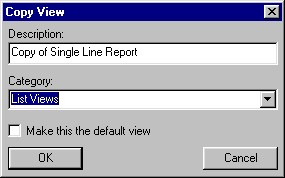 Copy View
Description:
Copy of Single Line Report
Category:
List Views
Make this the default view
OK Cancel